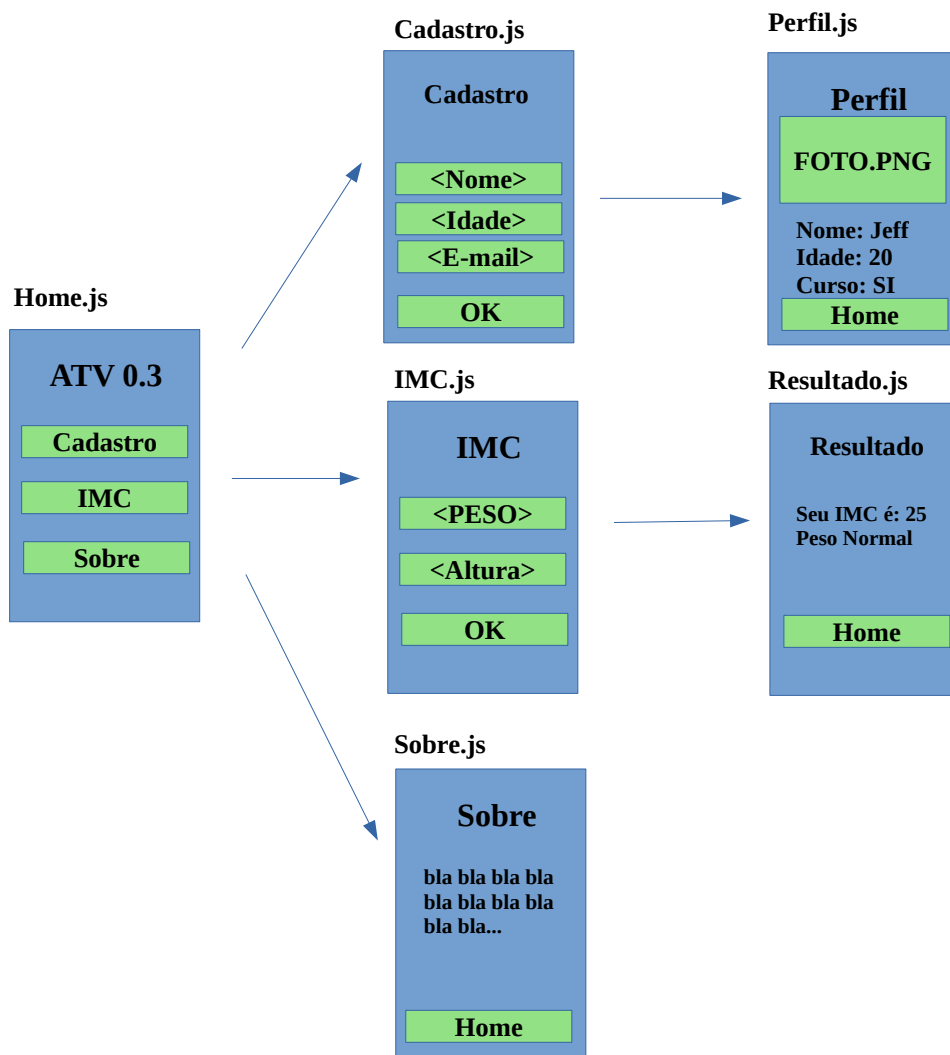 Home.js
ATV 0.3
Cadastro
IMC
Sobre
Cadastro.js
Cadastro
<Nome>
<Idade>
<E-mail>
OK
Perfil.js
Perfil
FOTO.PNG
Nome: Jeff
Idade: 20
Curso: SI
Home
IMC.js
IMC
<PESO>
<Altura>
OK
Resultado.js
Resultado
Seu IMC é: 25
Peso Normal
Home
Sobre.js
Sobre
bla bla bla bla
bla bla bla bla
bla bla...
Home